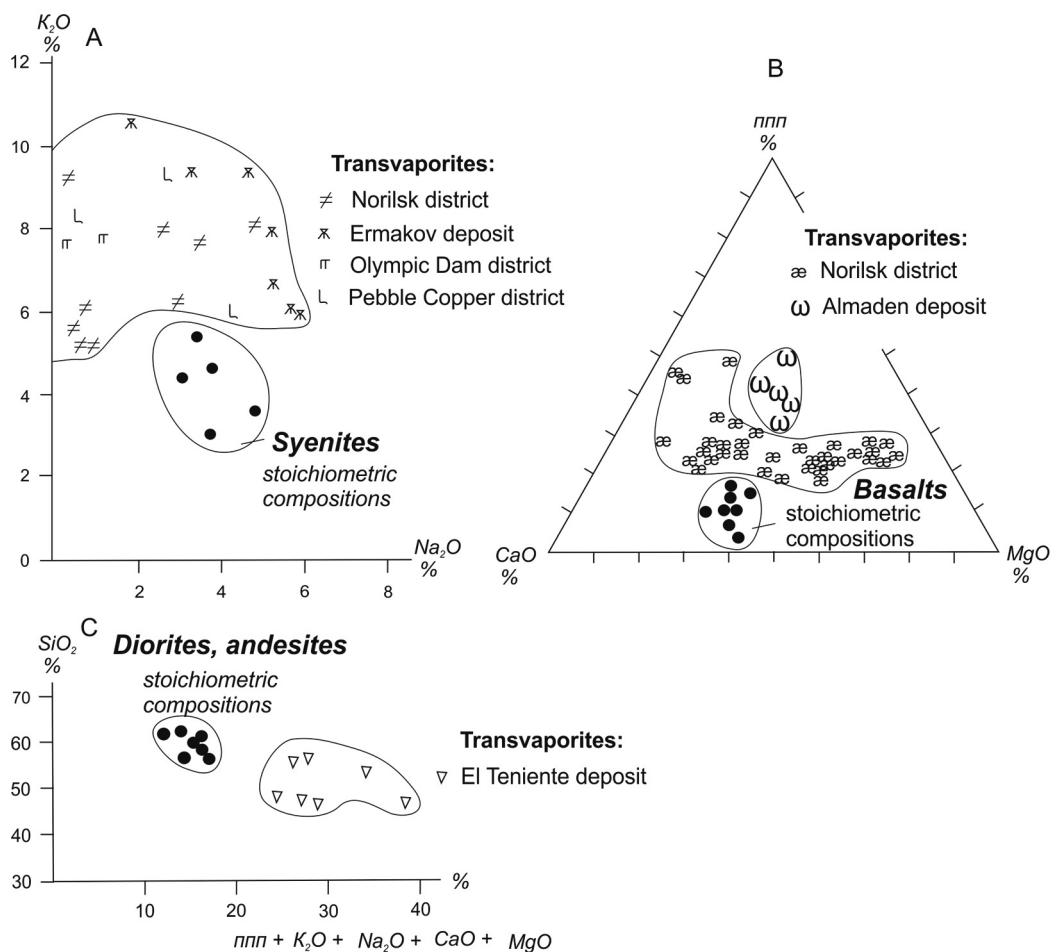 K₂O
%
A
12
10
8
6
4
2
0
2
4
6
8
Na₂O
%
Transvaporites:
≠ Norilsk district
Ermakov deposit
Olympic Dam district
Pebble Copper district
Syenites
stoichiometric
compositions
B
ппп
%
Transvaporites:
æ Norilsk district
ω Almaden deposit
Basalts
stoichiometric
compositions
CaO
%
MgO
%
C
SiO₂
%
Diorites, andesites
stoichiometric
compositions
70
60
50
40
30
10
20
30
40
%
Transvaporites:
▽ El Teniente deposit
ппп + K₂O + Na₂O + CaO + MgO